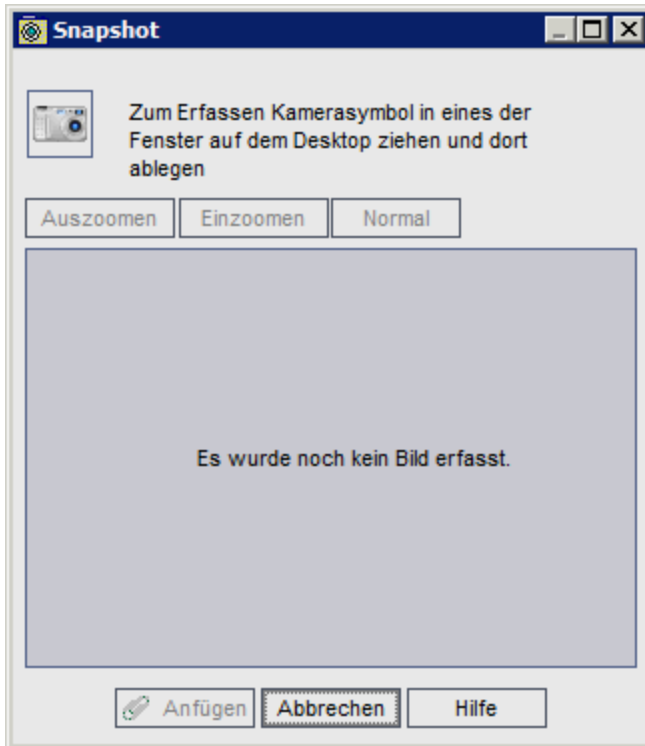 Snapshot
Zum Erfassen Kamerasymbol in eines der
Fenster auf dem Desktop ziehen und dort
ablegen
Auszoomen Einzoomen Normal
Es wurde noch kein Bild erfasst.
Anfügen Abbrechen Hilfe